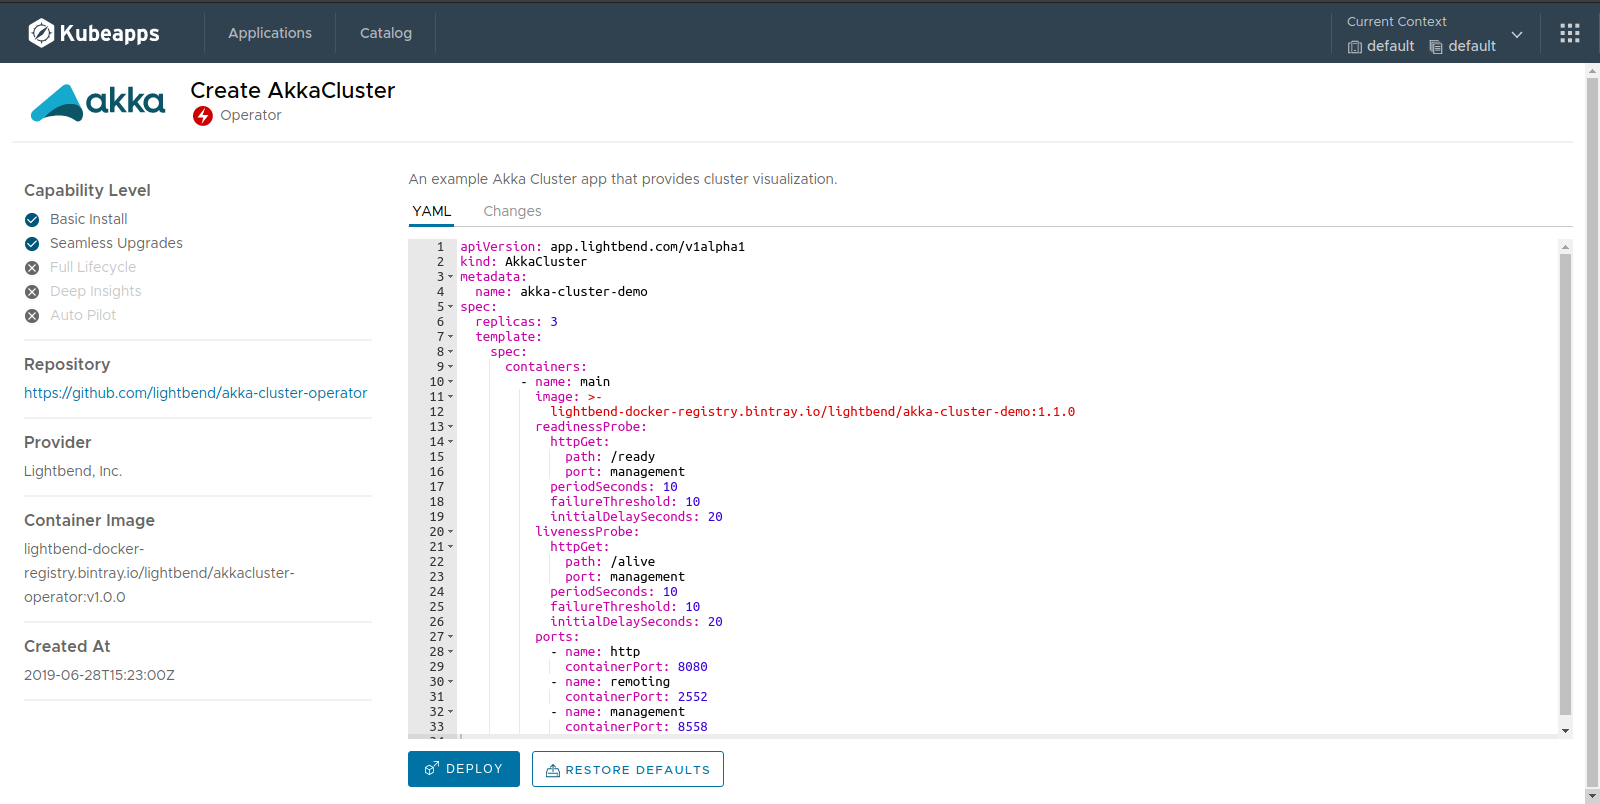 Kubeapps
Applications
Catalog
Current Context
default default
akka
Create AkkaCluster
Operator
Capability Level
Basic Install
Seamless Upgrades
Full Lifecycle
Deep Insights
Auto Pilot
Repository
https://github.com/lightbend/akka-cluster-operator
Provider
Lightbend, Inc.
Container Image
lightbend-docker-
registry.bintray.io/lightbend/akkacluster-
operator:v1.0.0
Created At
2019-06-28T15:23:00Z
An example Akka Cluster app that provides cluster visualization.
YAML Changes
1 apiVersion: app.lightbend.com/v1alpha1
2 kind: AkkaCluster
3 metadata:
4 name: akka-cluster-demo
5 spec:
6 replicas: 3
7 template:
8 spec:
9 containers:
10 - name: main
11 image: >-
12 lightbend-docker-registry.bintray.io/lightbend/akka-cluster-demo:1.1.0
13 readinessProbe:
14 httpGet:
15 path: /ready
16 port: management
17 periodSeconds: 10
18 failureThreshold: 10
19 initialDelaySeconds: 20
20 livenessProbe:
21 httpGet:
22 path: /alive
23 port: management
24 periodSeconds: 10
25 failureThreshold: 10
26 initialDelaySeconds: 20
27 ports:
28 - name: http
29 containerPort: 8080
30 - name: remoting
31 containerPort: 2552
32 - name: management
33 containerPort: 8558
DEPLOY
RESTORE DEFAULTS